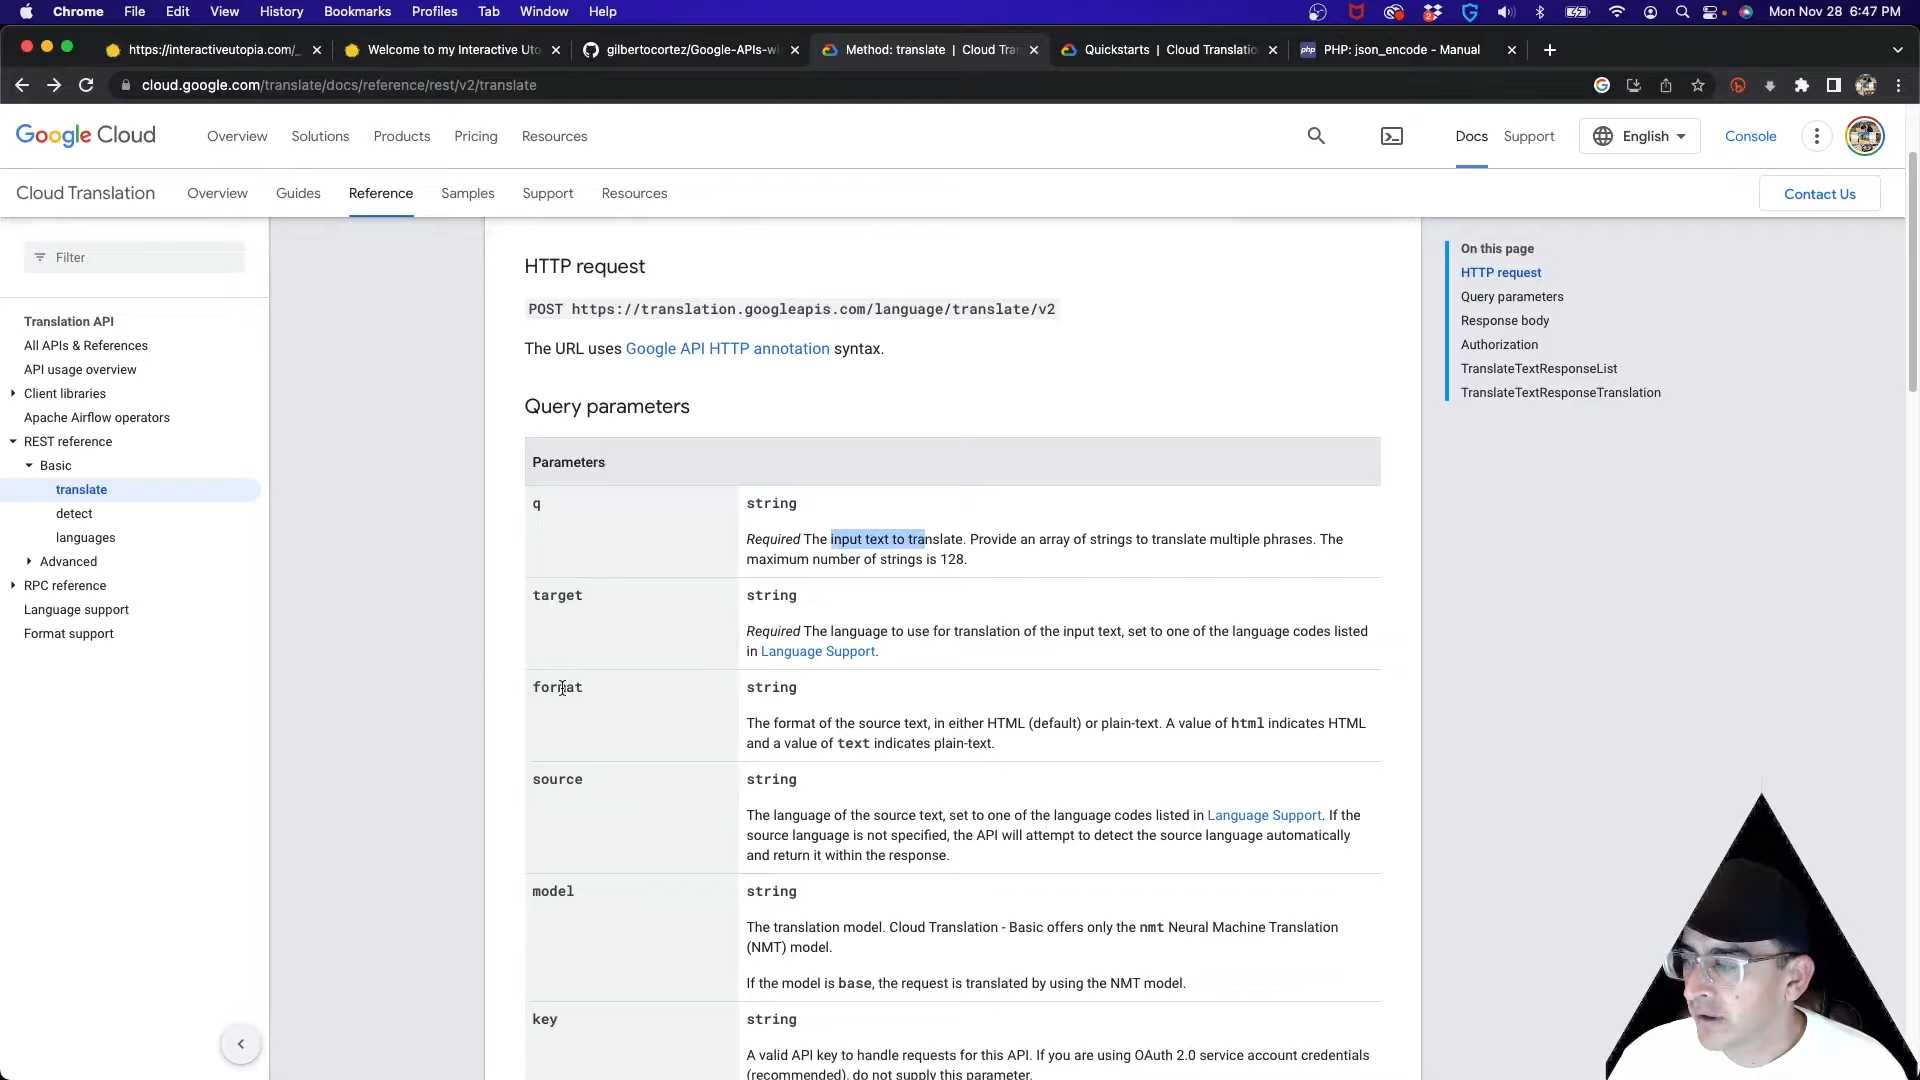 Chrome File Edit View History Bookmarks Profiles Tab Window Help
Mon Nov 28 6:47 PM
https://interactiveutopia.com/_
Welcome to my Interactive Uto
gilbertocortez/Google-APIs-wi
Method: translate | Cloud Tran
Quickstarts | Cloud Translatio
php PHP: json_encode - Manual
cloud.google.com/translate/docs/reference/rest/v2/translate
Google Cloud Overview Solutions Products Pricing Resources Docs Support English Console
Cloud Translation Overview Guides Reference Samples Support Resources Contact Us
Filter
Translation API
All APIs & References
API usage overview
Client libraries
Apache Airflow operators
REST reference
Basic
translate
detect
languages
Advanced
RPC reference
Language support
Format support
HTTP request
POST https://translation.googleapis.com/language/translate/v2
The URL uses Google API HTTP annotation syntax.
Query parameters
Parameters
q string
Required The input text to translate. Provide an array of strings to translate multiple phrases. The
maximum number of strings is 128.
target string
Required The language to use for translation of the input text, set to one of the language codes listed
in Language Support.
format string
The format of the source text, in either HTML (default) or plain-text. A value of html indicates HTML
and a value of text indicates plain-text.
source string
The language of the source text, set to one of the language codes listed in Language Support. If the
source language is not specified, the API will attempt to detect the source language automatically
and return it within the response.
model string
The translation model. Cloud Translation - Basic offers only the nmt Neural Machine Translation
(NMT) model.
If the model is base, the request is translated by using the NMT model.
key string
A valid API key to handle requests for this API. If you are using OAuth 2.0 service account credentials
(recommended), do not supply this parameter.
On this page
HTTP request
Query parameters
Response body
Authorization
TranslateTextResponseList
TranslateTextResponseTranslation